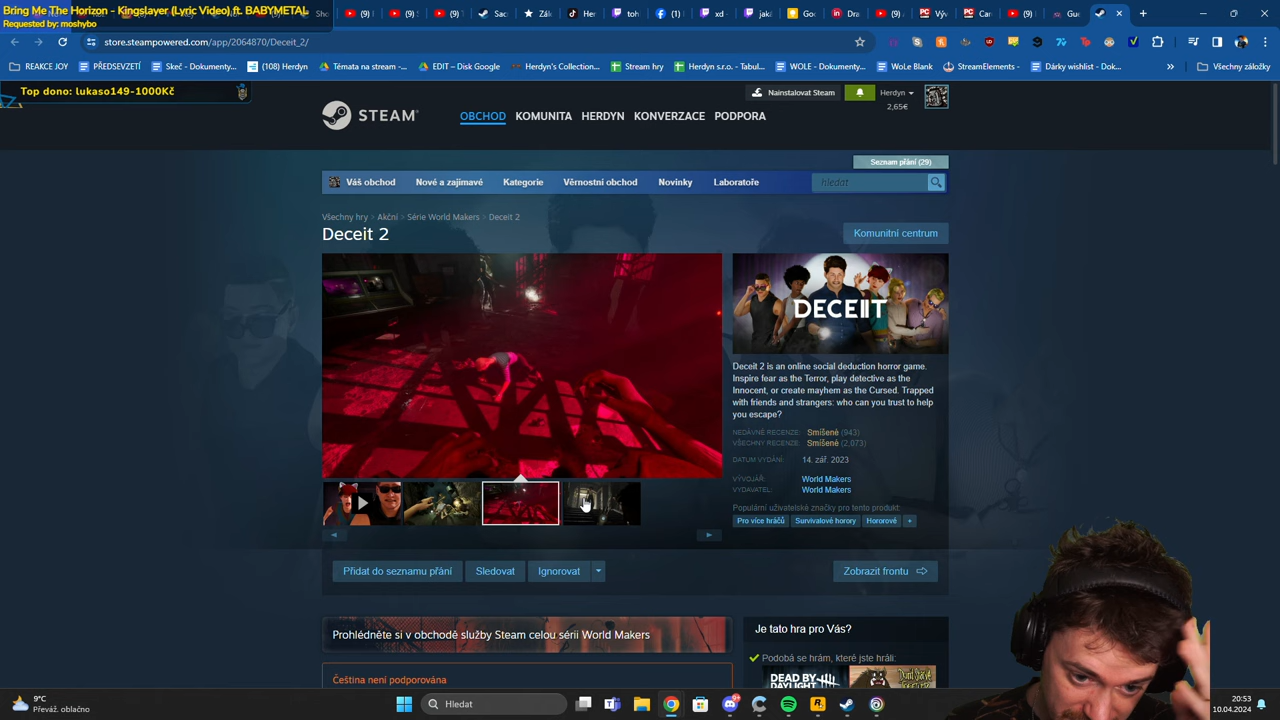 Bring Me The Horizon - Kingslayer (Lyric Video) ft. BABYMETAL
Requested by: moshybo
store.steampowered.com/app/2064870/Deceit_2/
REAKCE JOY
PŘEDSEVZETÍ
Skeč - Dokumenty...
(108) Herdyn
Témata na stream -...
EDIT – Disk Google
Herdyn's Collection...
Stream hry
Herdyn s.r.o. - Tabul...
WOLE - Dokumenty...
WoLe Blank
StreamElements -
Dárky wishlist - Dok...
Všechny záložky
Top dono: lukaso149-1000Kč
Nainstalovat Steam
Herdyn
2,65€
STEAM
OBCHOD
KOMUNITA
HERDYN
KONVERZACE
PODPORA
Seznam přání (29)
Váš obchod
Nové a zajímavé
Kategorie
Věrnostní obchod
Novinky
Laboratoře
hledat
Všechny hry > Akční > Série World Makers > Deceit 2
Deceit 2
Komunitní centrum
DECEIIT
Deceit 2 is an online social deduction horror game.
Inspire fear as the Terror, play detective as the
Innocent, or create mayhem as the Cursed. Trapped
with friends and strangers: who can you trust to help
you escape?
NEDÁVNÉ RECENZE: Smíšené (943)
VŠECHNY RECENZE: Smíšené (2,073)
DATUM VYDÁNÍ: 14. zář. 2023
VÝVOJÁŘ: World Makers
VYDAVATEL: World Makers
Populární uživatelské značky pro tento produkt:
Pro více hráčů
Survivalové horory
Hororové
+
Přidat do seznamu přání
Sledovat
Ignorovat
Zobrazit frontu
Prohlédněte si v obchodě služby Steam celou sérii World Makers
Je tato hra pro Vás?
Podobá se hrám, které jste hráli:
Čeština není podporována
DEAD BY
DAYLIGHT
Don't Starve
9°C
Převáž. oblačno
Hledat
20:53
10.04.2024